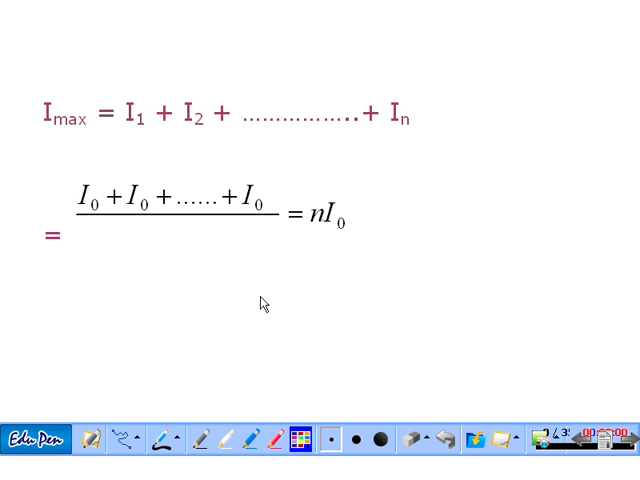 Imax = I1 + I2 + ……………..+ In
I0 + I0 + ...... + I0
= = nI0
Edu Pen